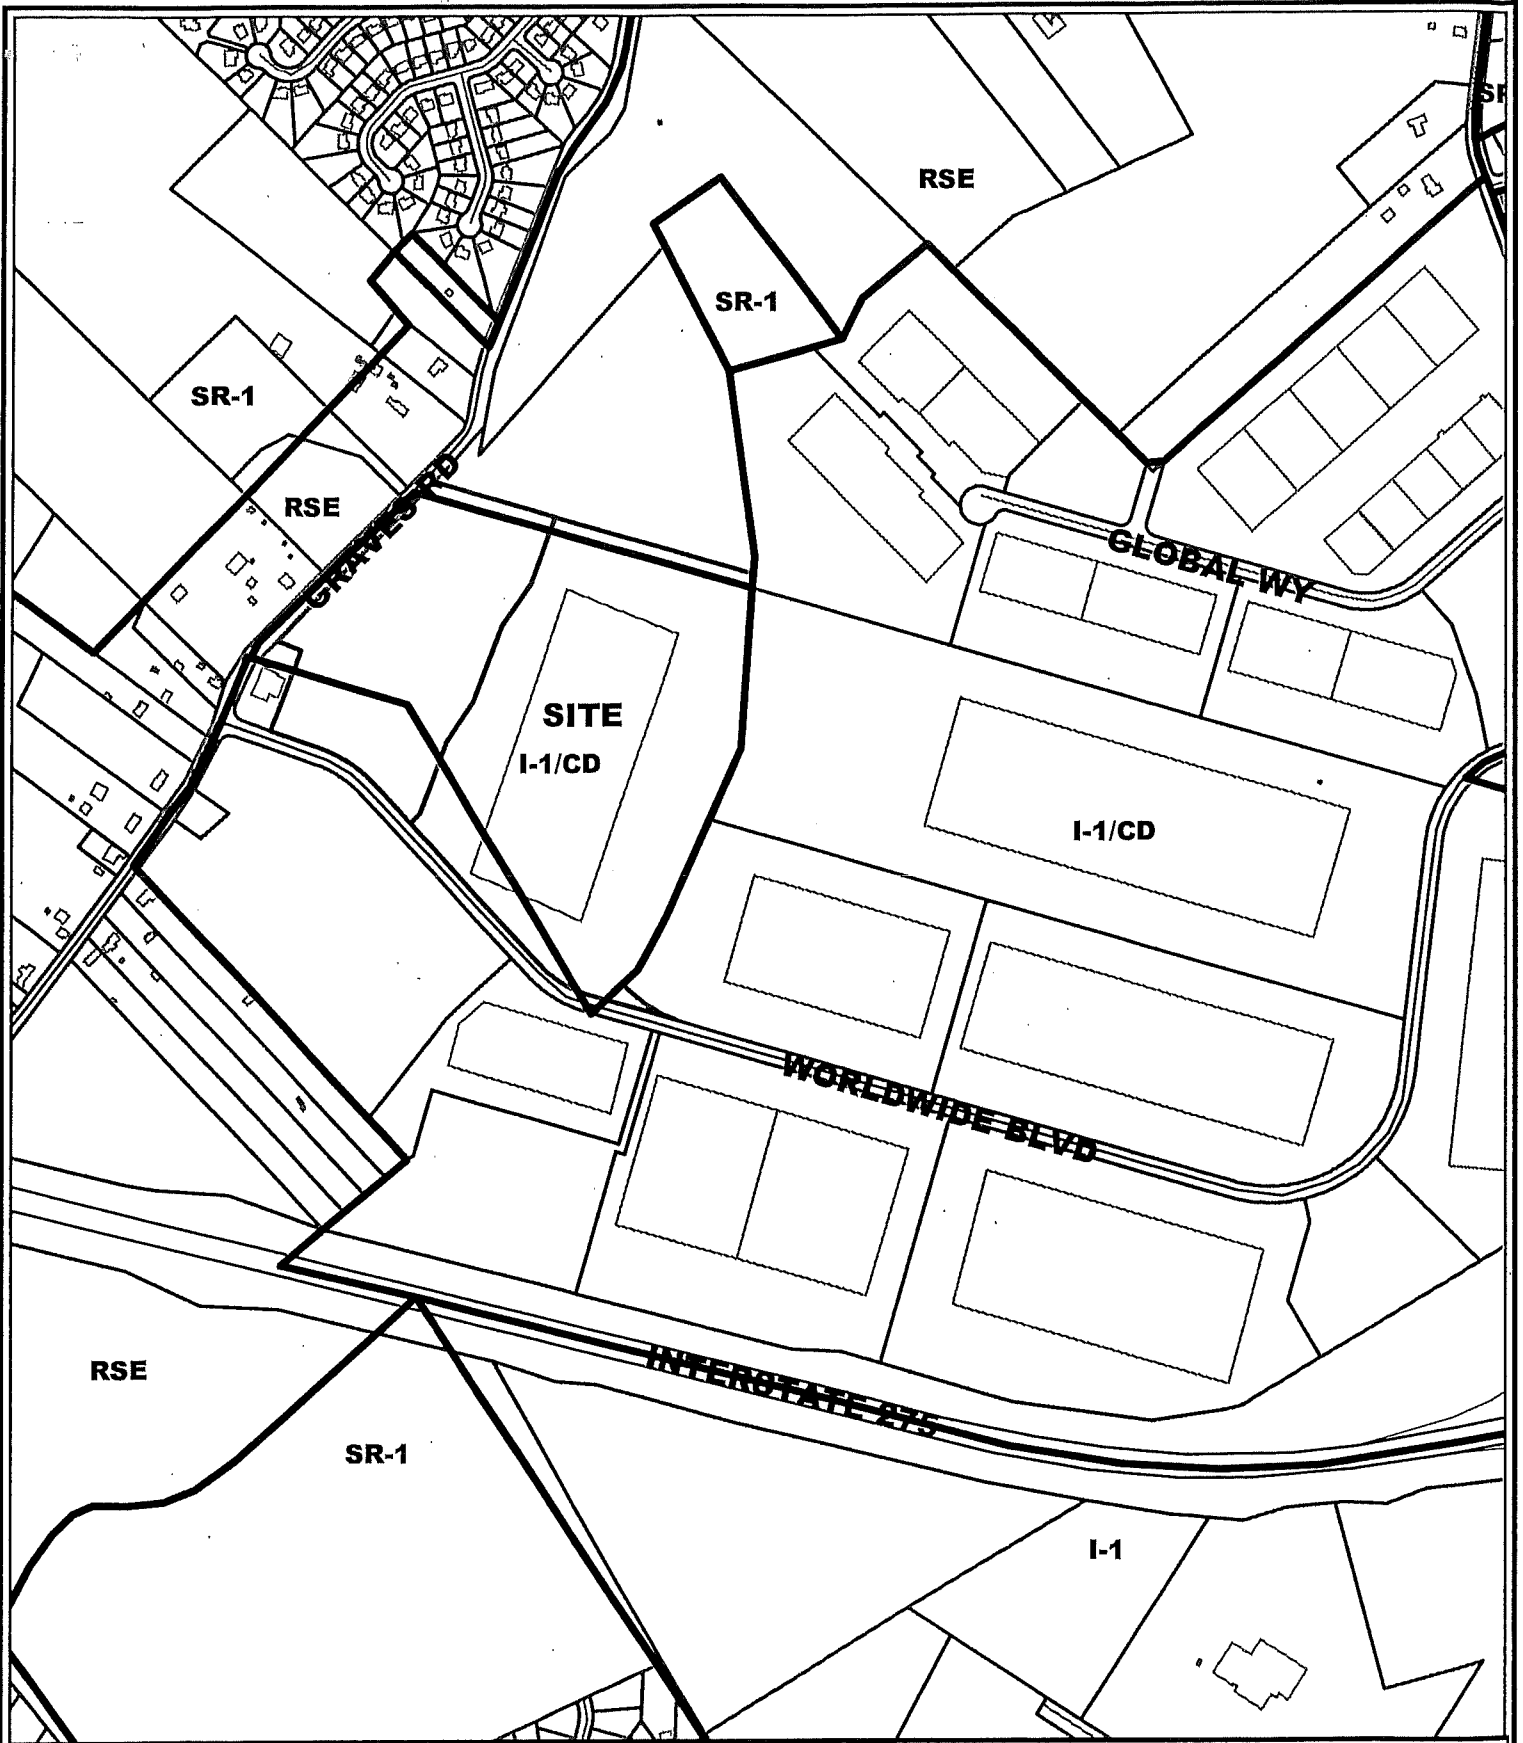 SR
RSE
SR-1
SR-1
RSE
GRAVES RD
GLOBAL WY
SITE
I-1/CD
I-1/CD
WORLDWIDE BLVD
INTERSTATE 275
RSE
SR-1
I-1